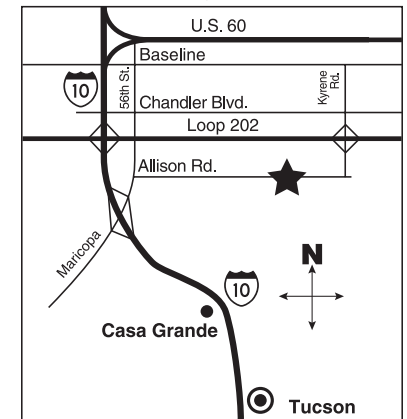 U.S. 60
Baseline
10
56th St.
Kyrene
Rd.
Chandler Blvd.
Loop 202
Allison Rd.
Maricopa
N
10
Casa Grande
Tucson